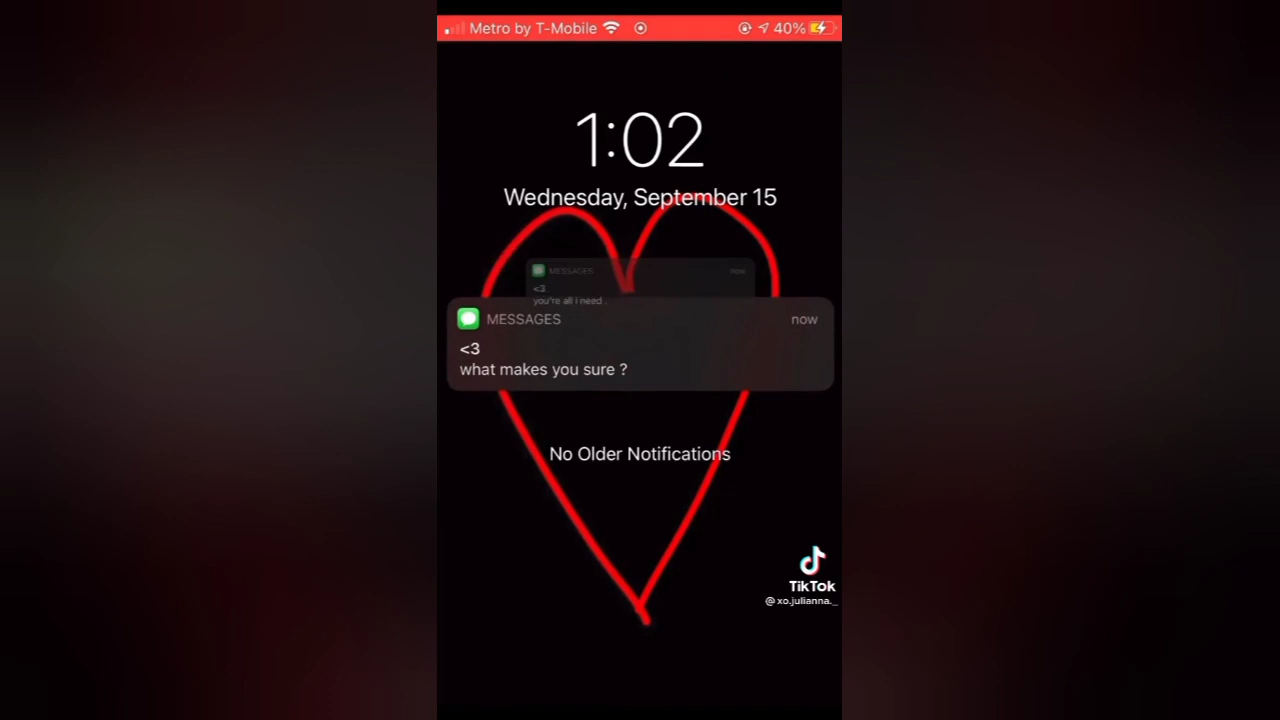 Metro by T-Mobile
40%
1:02
Wednesday, September 15
MESSAGES now
<3
you're all i need .
MESSAGES now
<3
what makes you sure ?
No Older Notifications
TikTok
@xo.julianna._